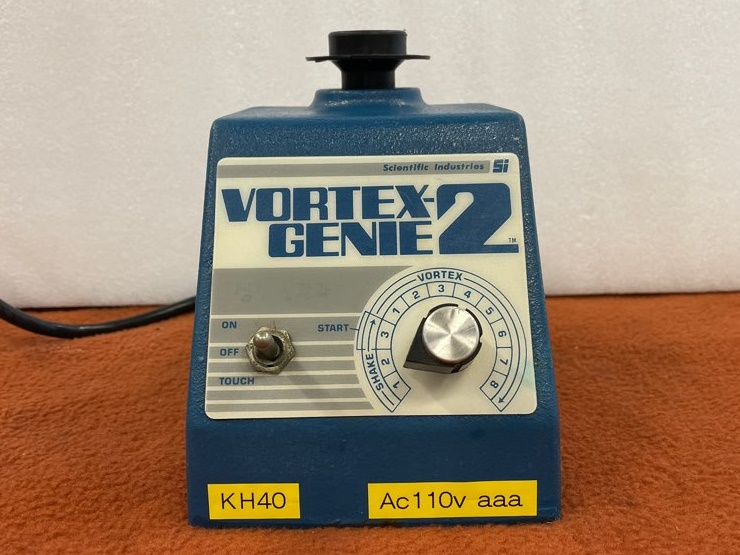 Scientific Industries Si
VORTEX-
GENIE 2 ™
VORTEX
1 2 3 4 5 6 7 8
START
SHAKE
1 2 3
ON
OFF
TOUCH
KH40
Ac110v aaa